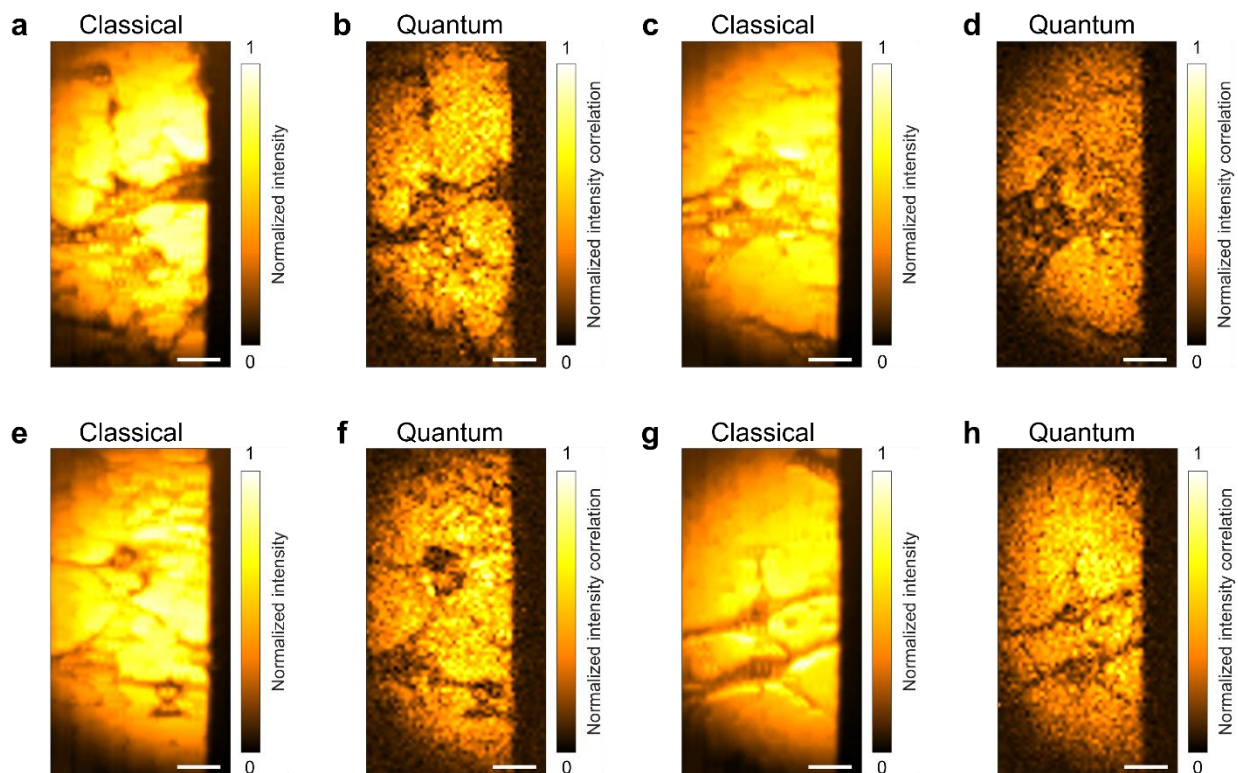 a Classical
1
Normalized intensity
0
b Quantum
1
Normalized intensity correlation
0
c Classical
1
Normalized intensity
0
d Quantum
1
Normalized intensity correlation
0
e Classical
1
Normalized intensity
0
f Quantum
1
Normalized intensity correlation
0
g Classical
1
Normalized intensity
0
h Quantum
1
Normalized intensity correlation
0